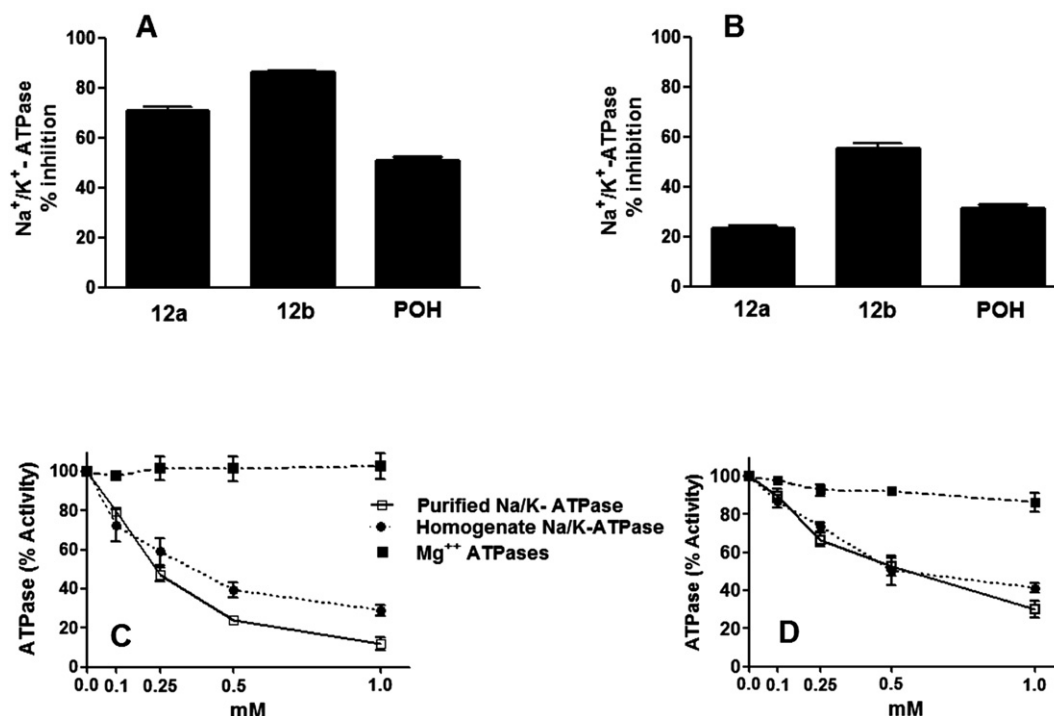 A
Na+/K+- ATPase
% inhiition
100
80
60
40
20
0
12a
12b
POH
B
Na+/K+-ATPase
% inhibition
100
80
60
40
20
0
12a
12b
POH
ATPase (% Activity)
100
80
60
40
20
0
C
0.0
0.1
0.25
0.5
1.0
mM
Purified Na/K- ATPase
Homogenate Na/K-ATPase
Mg++ ATPases
ATPase (% Activity)
100
80
60
40
20
0
D
0.0
0.1
0.25
0.5
1.0
mM